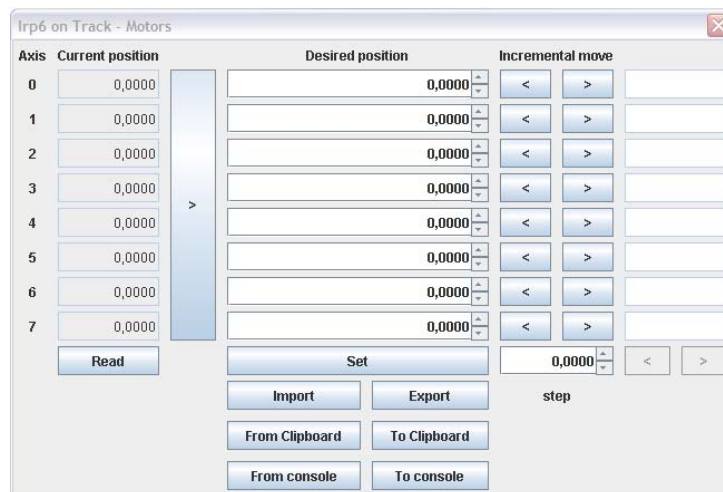 Irp6 on Track - Motors
Axis Current position Desired position Incremental move
0 0,0000 0,0000 < >
1 0,0000 0,0000 < >
2 0,0000 0,0000 < >
3 0,0000 0,0000 < >
>
4 0,0000 0,0000 < >
5 0,0000 0,0000 < >
6 0,0000 0,0000 < >
7 0,0000 0,0000 < >
Read Set 0,0000 < >
Import Export step
From Clipboard To Clipboard
From console To console